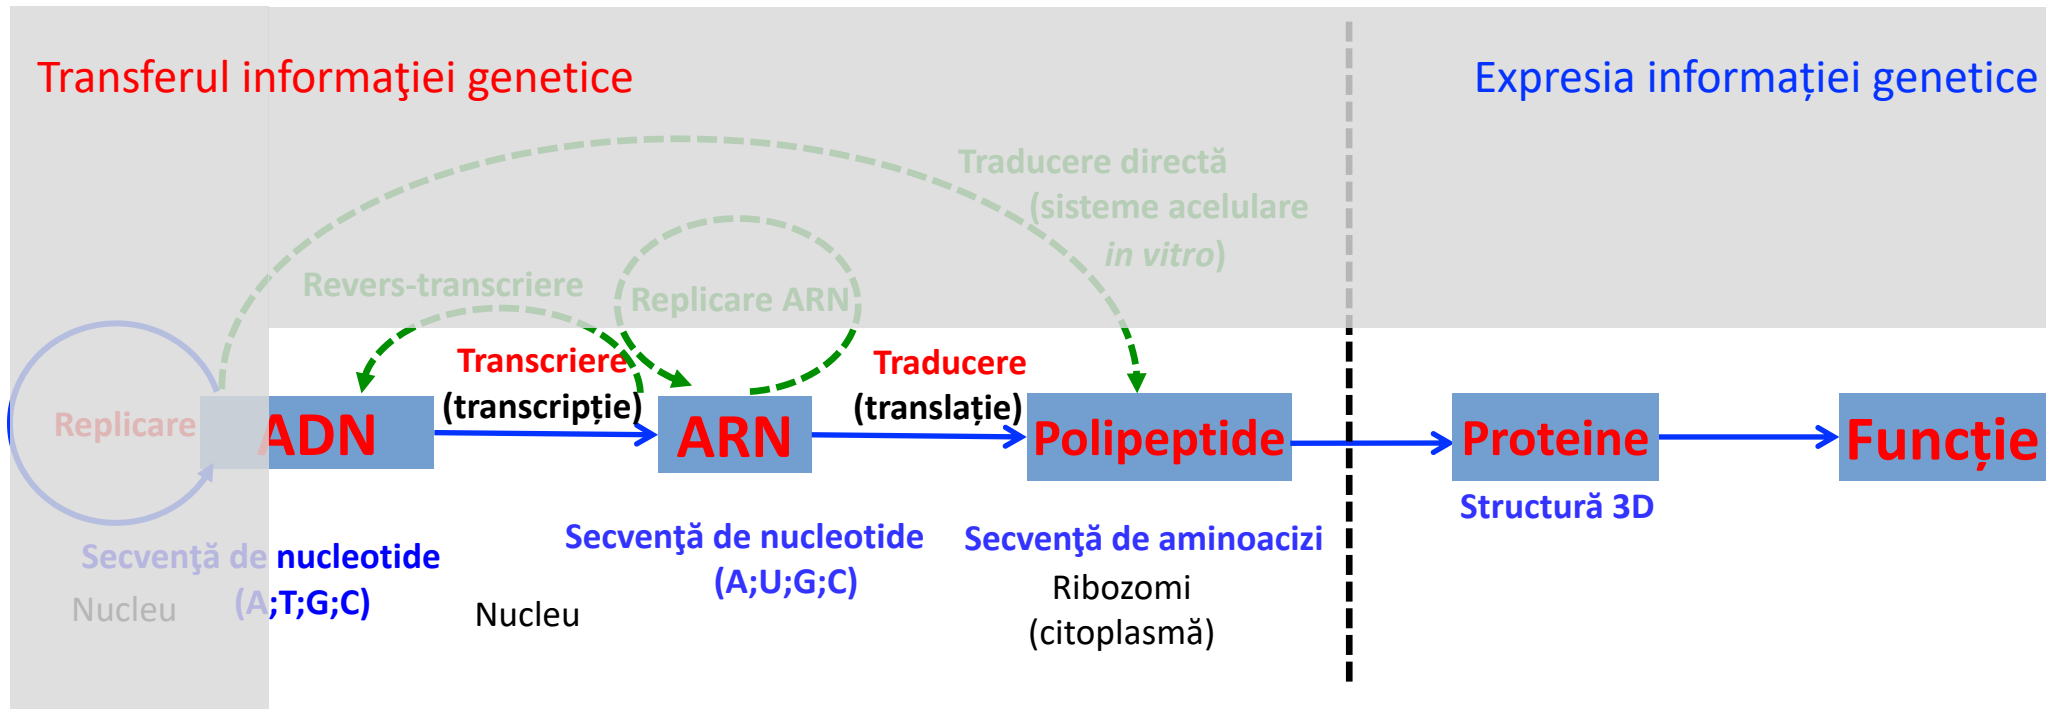 Transferul informaţiei genetice
Expresia informației genetice
Traducere directă
(sisteme acelulare
in vitro)
Revers-transcriere
Replicare ARN
Transcriere
(transcripție)
Traducere
(translație)
Replicare
ADN
ARN
Polipeptide
Proteine
Funcție
Structură 3D
Secvenţă de nucleotide
(A;T;G;C)
Nucleu
Nucleu
Secvenţă de nucleotide
(A;U;G;C)
Secvenţă de aminoacizi
Ribozomi
(citoplasmă)